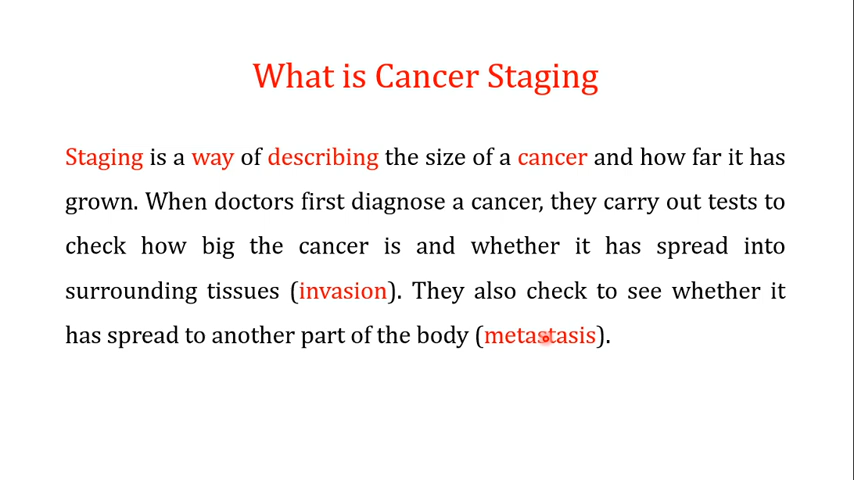 What is Cancer Staging
Staging is a way of describing the size of a cancer and how far it has
grown. When doctors first diagnose a cancer, they carry out tests to
check how big the cancer is and whether it has spread into
surrounding tissues (invasion). They also check to see whether it
has spread to another part of the body (metastasis).